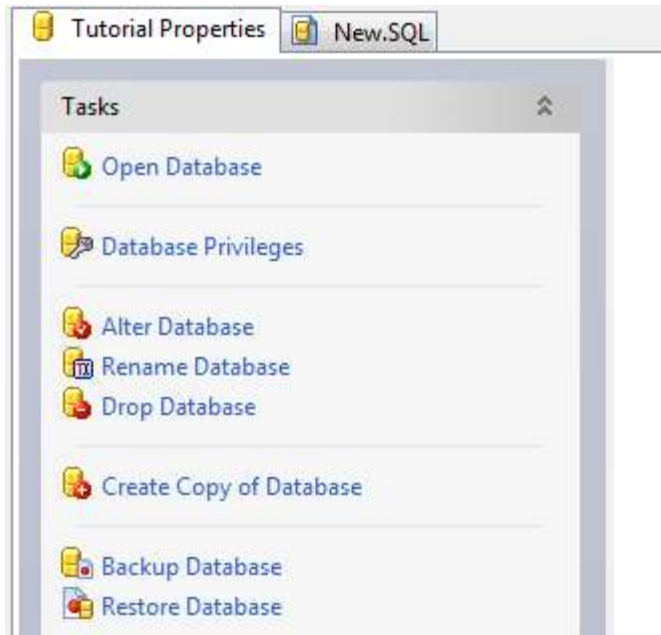 Tutorial Properties New.SQL
Tasks
Open Database
Database Privileges
Alter Database
Rename Database
Drop Database
Create Copy of Database
Backup Database
Restore Database